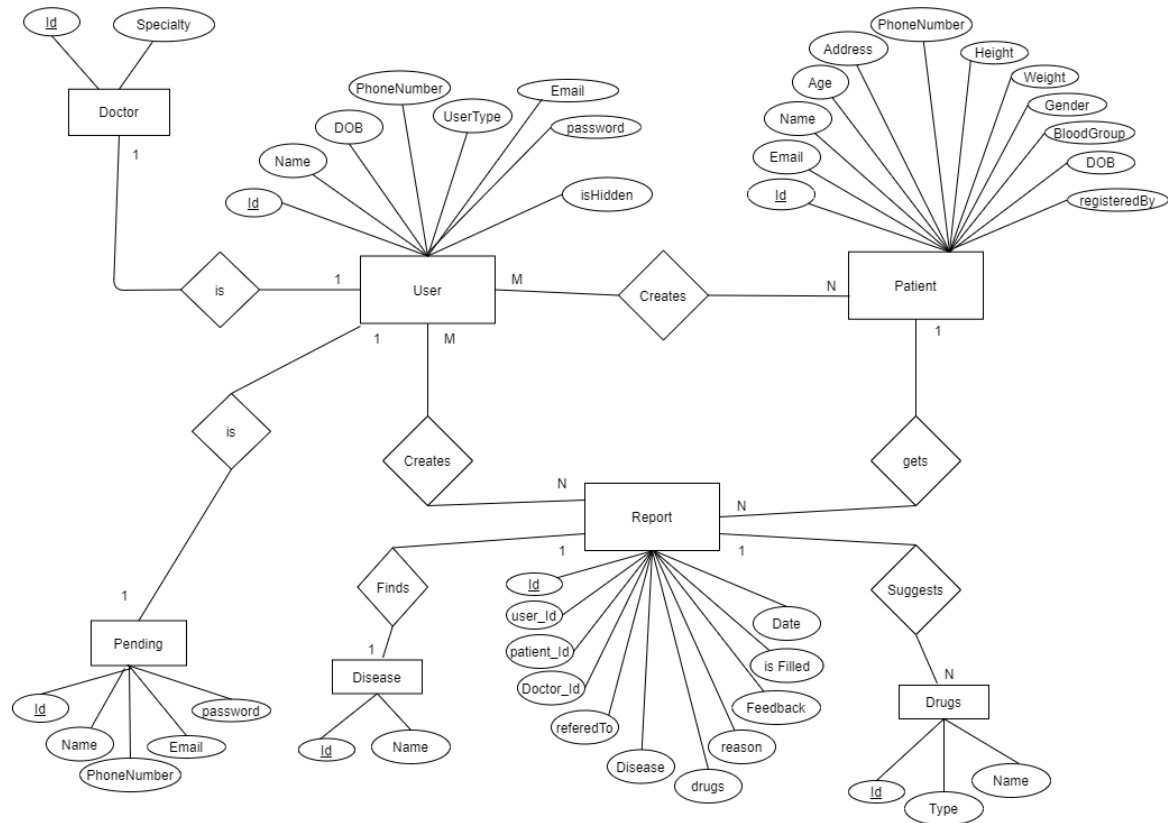 Id
Specialty
Doctor
1
is
1
PhoneNumber
Email
DOB
UserType
password
Name
Id
isHidden
User
M
Creates
N
PhoneNumber
Address
Height
Age
Weight
Name
Gender
Email
BloodGroup
Id
DOB
registeredBy
Patient
1
gets
N
1
is
1
M
Creates
N
Report
1
Finds
1
1
Suggests
N
Id
user_Id
patient_Id
Doctor_Id
referedTo
Disease
drugs
reason
Feedback
is Filled
Date
Pending
Id
Name
PhoneNumber
Email
password
Disease
Id
Name
Drugs
Id
Type
Name